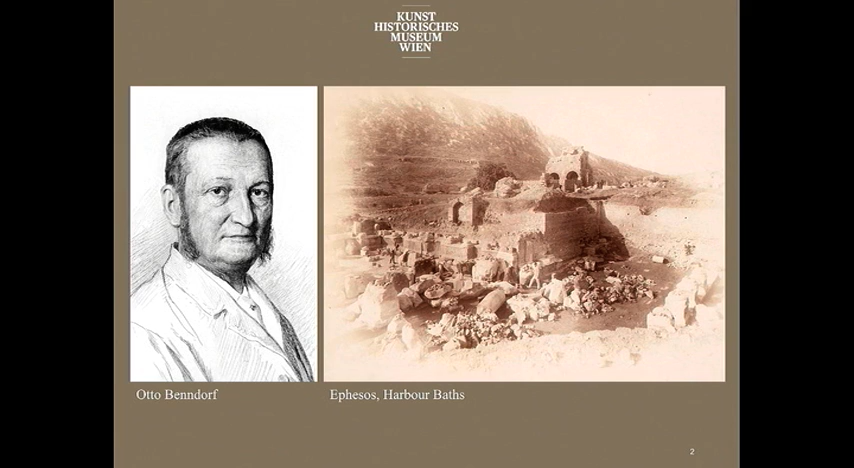 KUNST
HISTORISCHES
MUSEUM
WIEN
Otto Benndorf
Ephesos, Harbour Baths
2